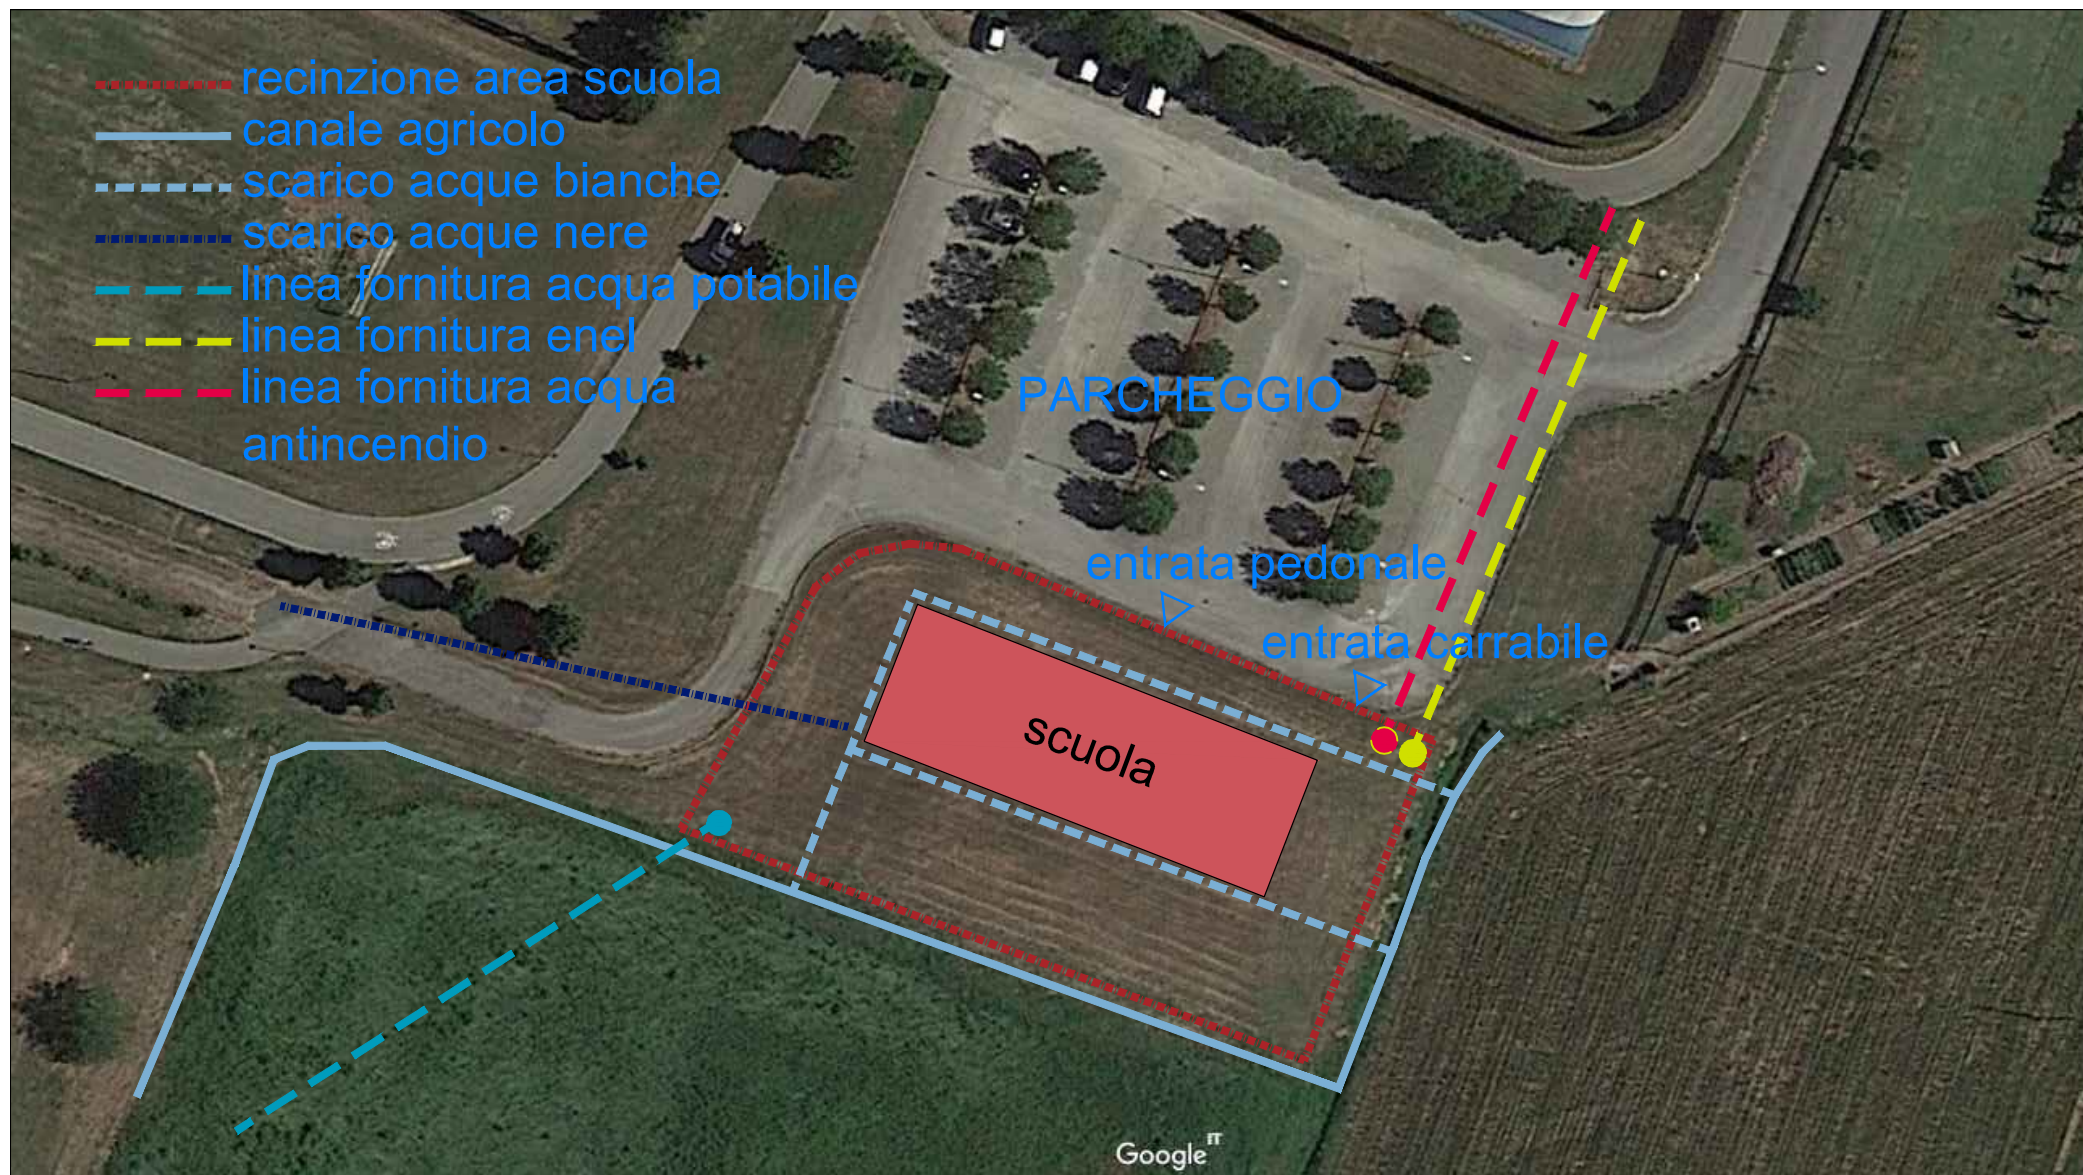 recinzione area scuola
canale agricolo
scarico acque bianche
scarico acque nere
linea fornitura acqua potabile
linea fornitura enel
linea fornitura acqua
antincendio
PARCHEGGIO
entrata pedonale
entrata carrabile
scuola
Google IT